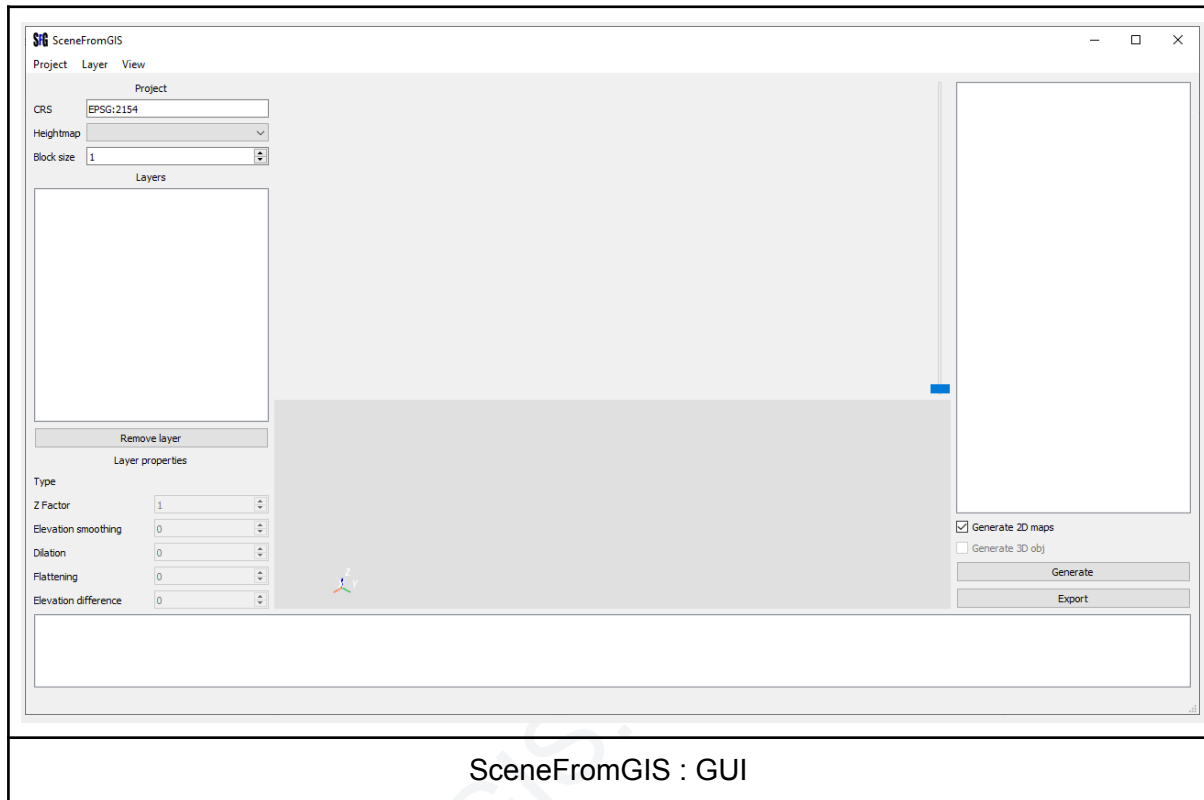 SfG SceneFromGIS
Project Layer View
Project
CRS EPSG:2154
Heightmap
Block size 1
Layers
Remove layer
Layer properties
Type
Z Factor 1
Elevation smoothing 0
Dilation 0
Flattening 0
Elevation difference 0
Z
Y
Generate 2D maps
Generate 3D obj
Generate
Export
SceneFromGIS : GUI
GIS.